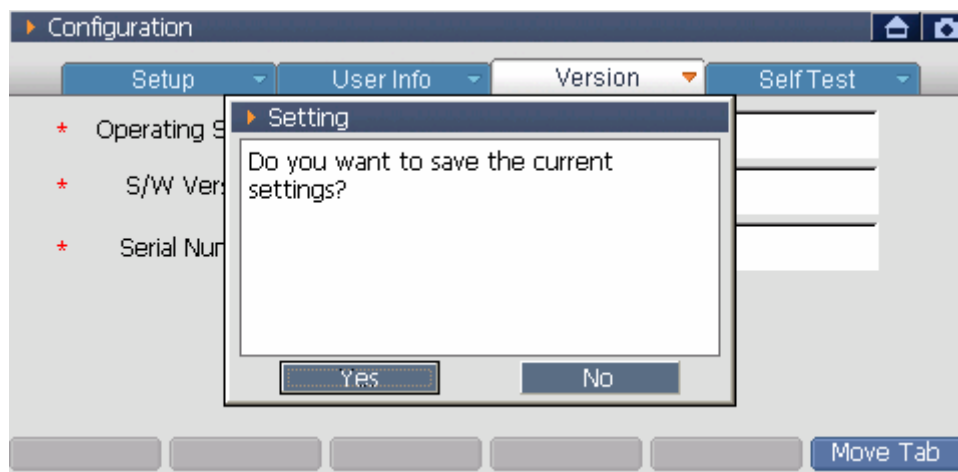 Configuration
Setup User Info Version Self Test
* Operating S
Setting
Do you want to save the current
settings?
* S/W Vers
* Serial Num
Yes No
Move Tab